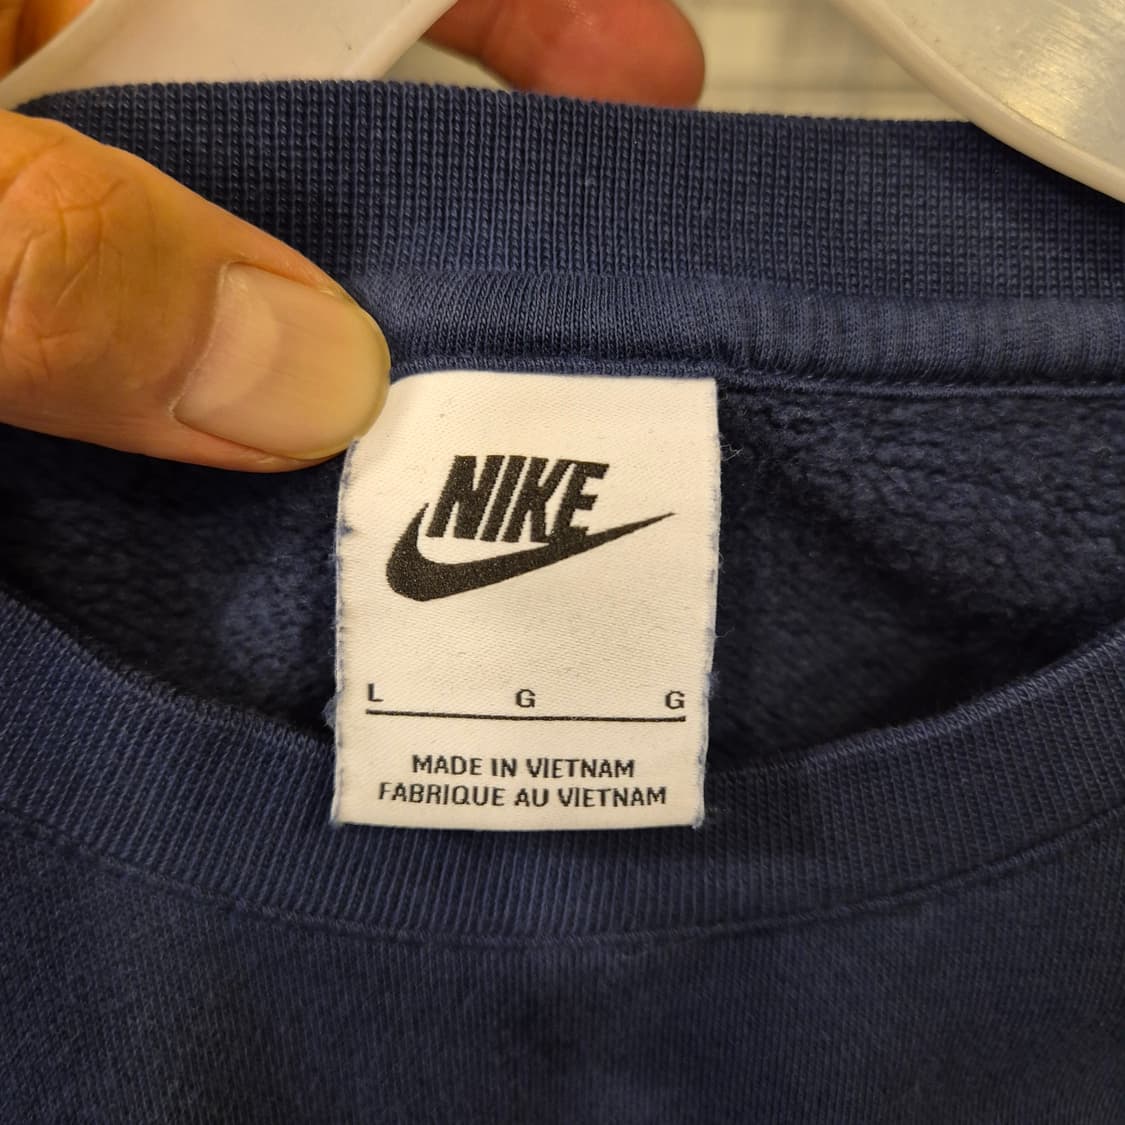 NIKE
L G G
MADE IN VIETNAM
FABRIQUE AU VIETNAM